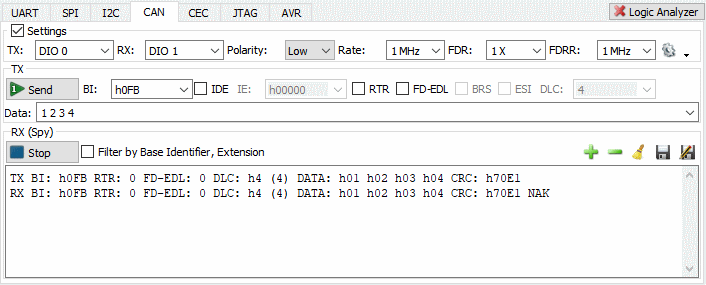 UART SPI I2C CAN CEC JTAG AVR Logic Analyzer
Settings
TX: DIO 0 RX: DIO 1 Polarity: Low Rate: 1 MHz FDR: 1 X FDRR: 1 MHz
TX
Send BI: h0FB IDE IE: h00000 RTR FD-EDL BRS ESI DLC: 4
Data: 1 2 3 4
RX (Spy)
Stop Filter by Base Identifier, Extension
TX BI: h0FB RTR: 0 FD-EDL: 0 DLC: h4 (4) DATA: h01 h02 h03 h04 CRC: h70E1
RX BI: h0FB RTR: 0 FD-EDL: 0 DLC: h4 (4) DATA: h01 h02 h03 h04 CRC: h70E1 NAK